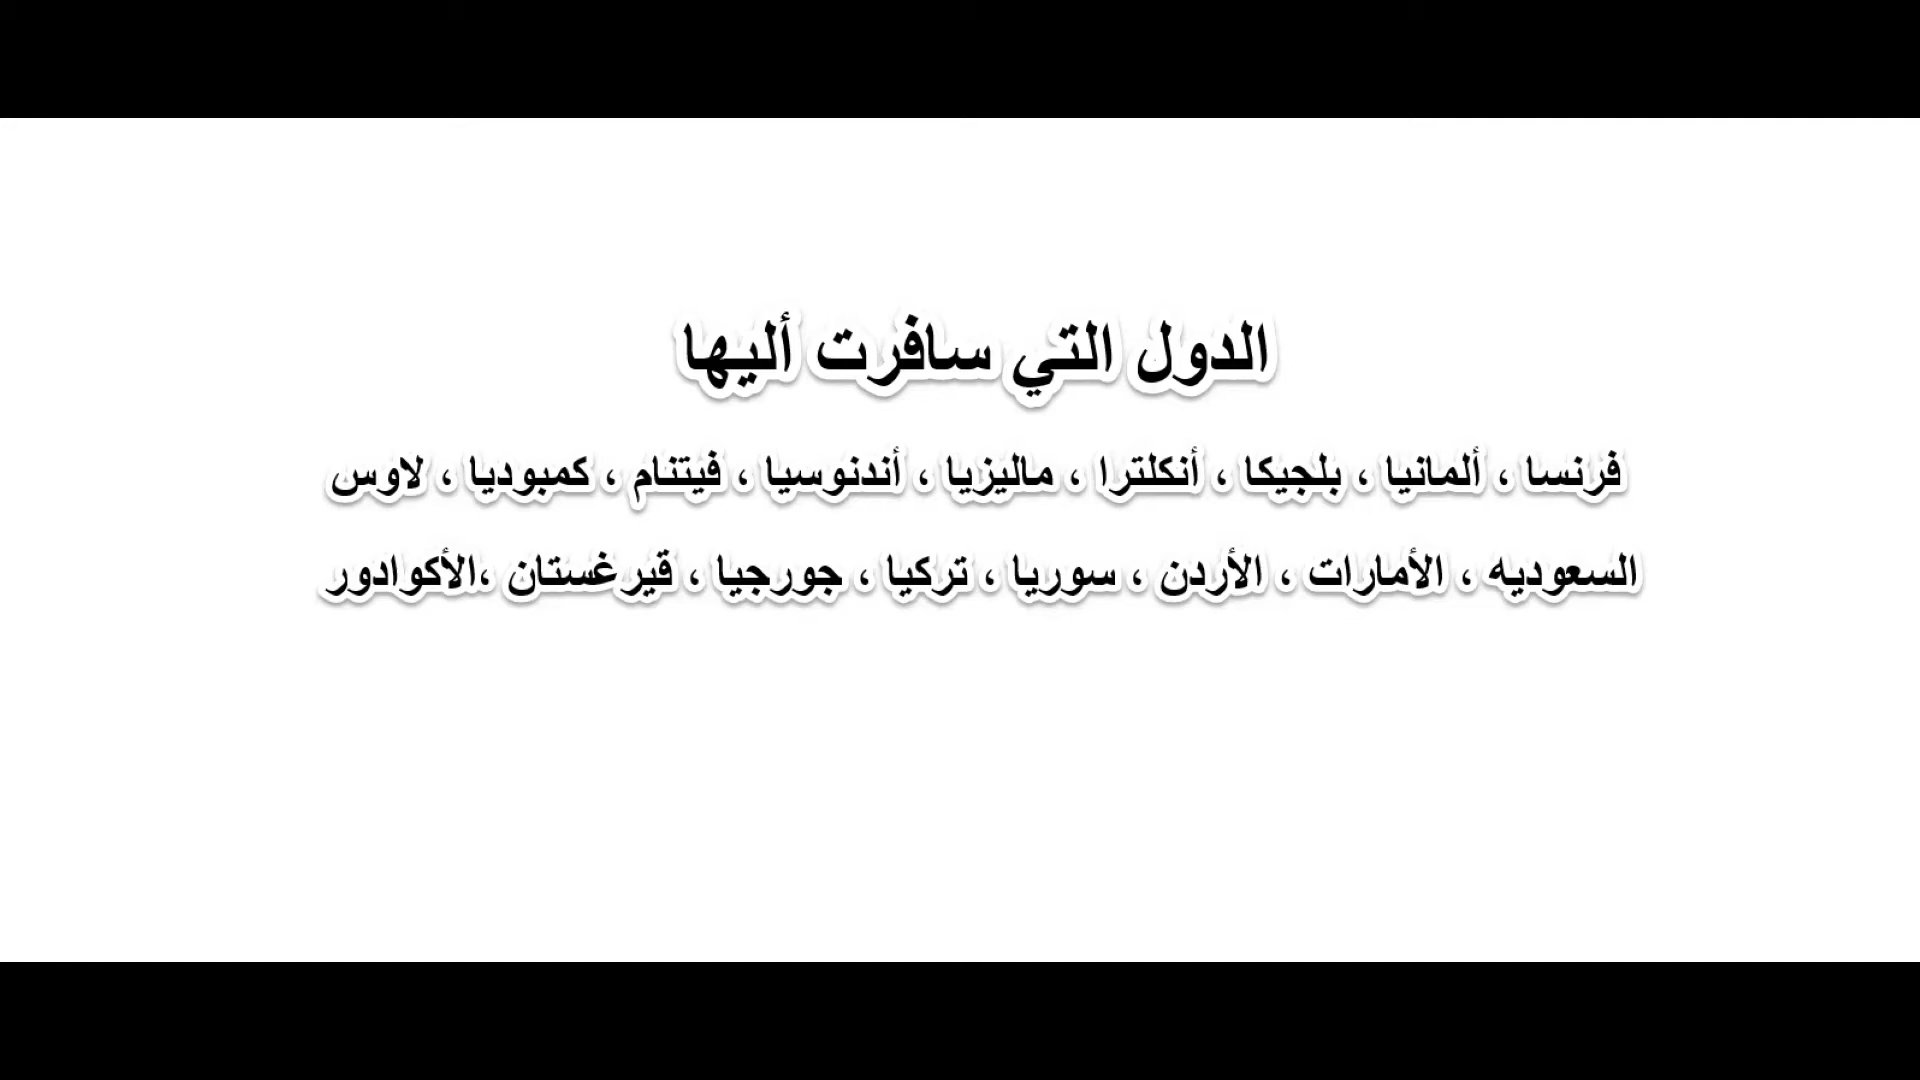 الدول التي سافرت أليها
فرنسا ، ألمانيا ، بلجيكا ، أنكلترا ، ماليزيا ، أندنوسيا ، فيتنام ، كمبوديا ، لاوس
السعوديه ، الأمارات ، الأردن ، سوريا ، تركيا ، جورجيا ، قيرغستان ،الأكوادور